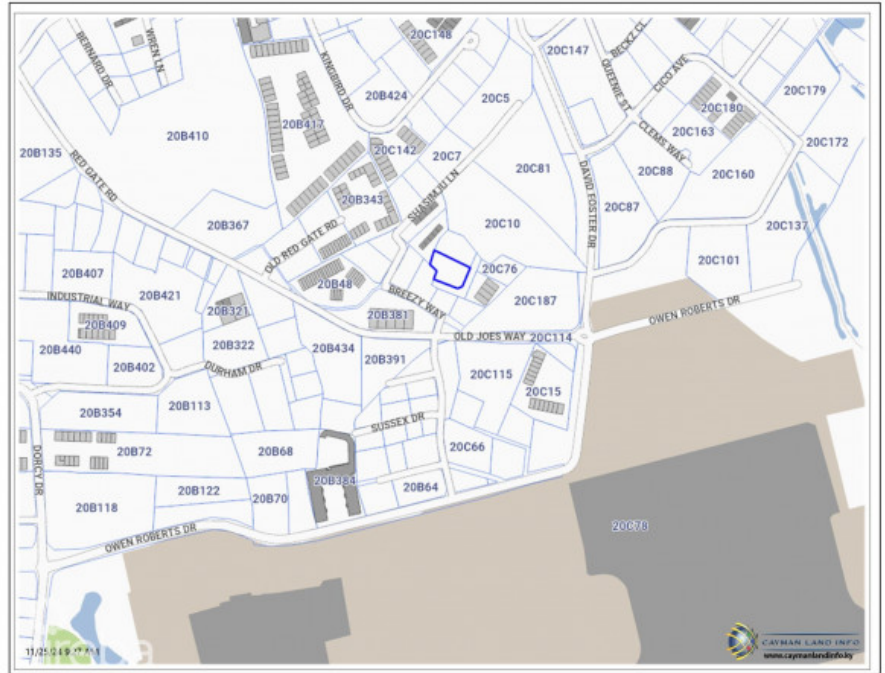 BERNARD DR
WREN LN
20C148
20C147
BECKZ CL
KINGBIRD DR
QUEENIE ST
CICO AVE
20B424
20C5
20C180
20C179
20B410
20B417
20C163
CLEMS WAY
20C172
20B135
20C142
20C7
20C81
20C88
20C160
RED GATE RD
DAVID FOSTER DR
20B343
SHASIMJU LN
20C87
20B367
20C10
20C137
OLD RED GATE RD
20B407
20C76
20C101
20B48
INDUSTRIAL WAY
20B421
BREEZY WAY
20C187
20B321
20B381
OWEN ROBERTS DR
20B409
20B322
20B434
OLD JOES WAY
20C114
20B440
20B402
20B391
DURHAM DR
20C115
20C15
20B354
20B113
SUSSEX DR
20B72
20B68
20C66
DORCY DR
20B384
20B122
20B70
20B64
20B118
20C78
OWEN ROBERTS DR
11/25/24
CAYMAN LAND INFO
www.caymanlandinfo.ky